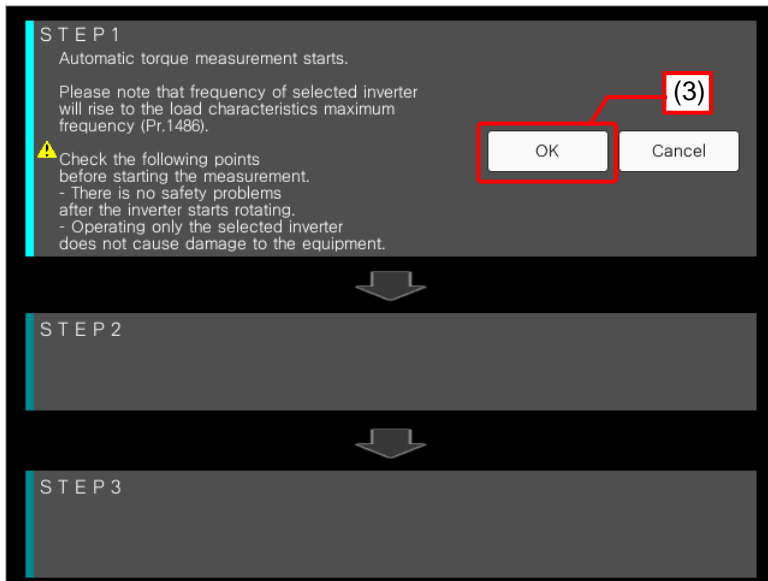 STEP1
Automatic torque measurement starts.
Please note that frequency of selected inverter
will rise to the load characteristics maximum
frequency (Pr.1486).
(3)
Check the following points
before starting the measurement.
- There is no safety problems
after the inverter starts rotating.
- Operating only the selected inverter
does not cause damage to the equipment.
OK
Cancel
STEP2
STEP3